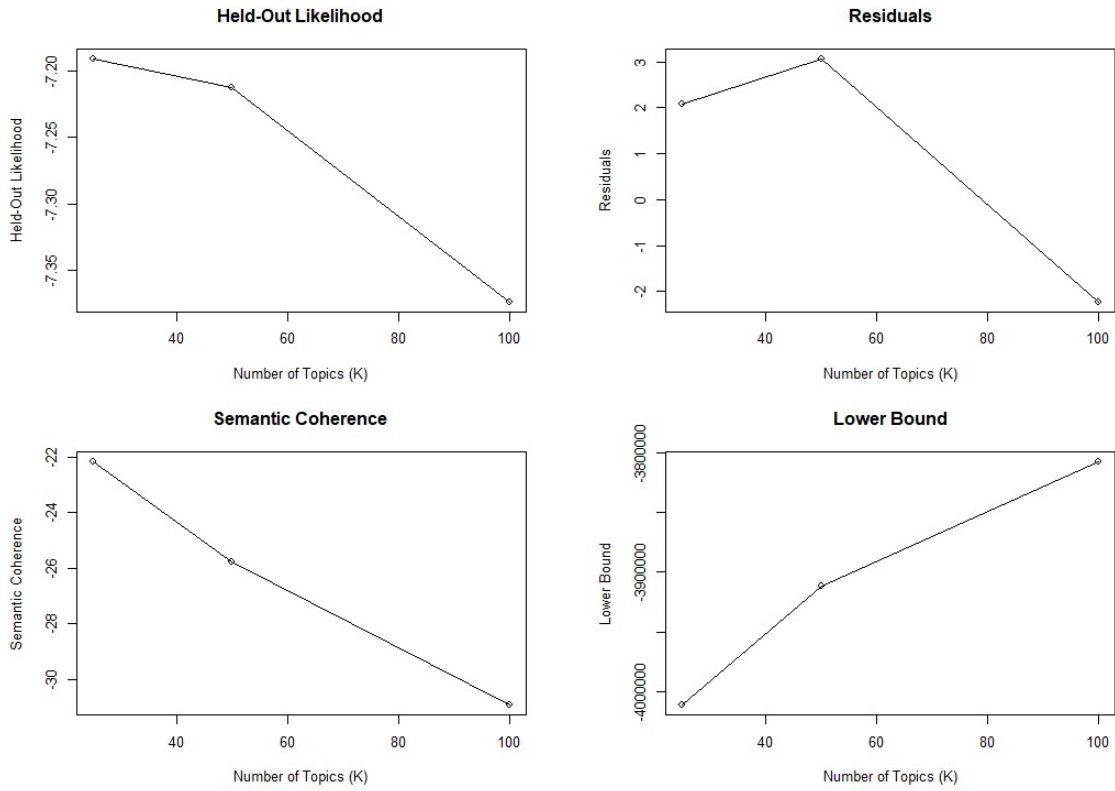 Held-Out Likelihood
Held-Out Likelihood
-7.20
-7.25
-7.30
-7.35
40 60 80 100
Number of Topics (K)
Residuals
Residuals
3
2
1
0
-1
-2
40 60 80 100
Number of Topics (K)
Semantic Coherence
Semantic Coherence
-22
-24
-26
-28
-30
40 60 80 100
Number of Topics (K)
Lower Bound
Lower Bound
-3800000
-3900000
-4000000
40 60 80 100
Number of Topics (K)